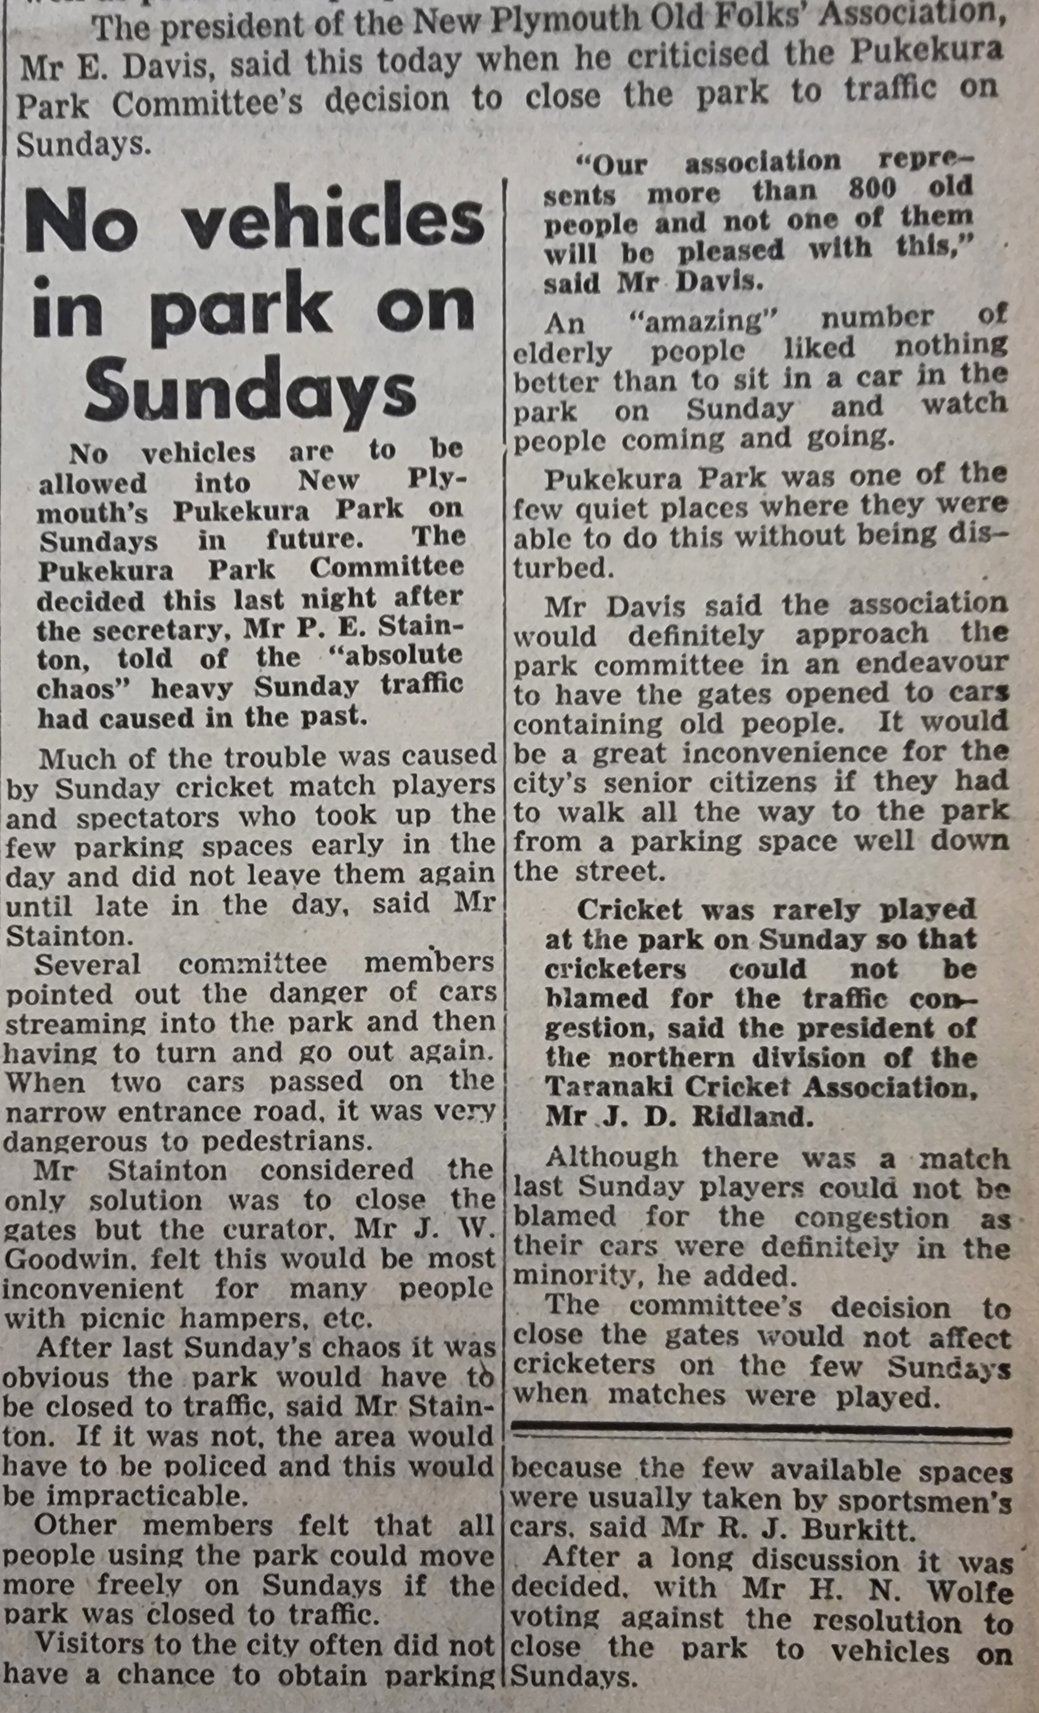 The president of the New Plymouth Old Folks' Association,
Mr E. Davis, said this today when he criticised the Pukekura
Park Committee's decision to close the park to traffic on
Sundays.
No vehicles
in park on
Sundays
No vehicles are to be
allowed into New Ply-
mouth's Pukekura Park on
Sundays in future. The
Pukekura Park Committee
decided this last night after
the secretary, Mr P. E. Stain-
ton, told of the "absolute
chaos" heavy Sunday traffic
had caused in the past.
Much of the trouble was caused
by Sunday cricket match players
and spectators who took up the
few parking spaces early in the
day and did not leave them again
until late in the day, said Mr
Stainton.
Several committee members
pointed out the danger of cars
streaming into the park and then
having to turn and go out again.
When two cars passed on the
narrow entrance road, it was very
dangerous to pedestrians.
Mr Stainton considered the
only solution was to close the
gates but the curator, Mr J. W.
Goodwin, felt this would be most
inconvenient for many people
with picnic hampers, etc.
After last Sunday's chaos it was
obvious the park would have to
be closed to traffic, said Mr Stain-
ton. If it was not, the area would
have to be policed and this would
be impracticable.
Other members felt that all
people using the park could move
more freely on Sundays if the
park was closed to traffic.
Visitors to the city often did not
have a chance to obtain parking
because the few available spaces
were usually taken by sportsmen's
cars, said Mr R. J. Burkitt.
After a long discussion it was
decided, with Mr H. N. Wolfe
voting against the resolution to
close the park to vehicles on
Sundays.
"Our association repre-
sents more than 800 old
people and not one of them
will be pleased with this,"
said Mr Davis.
An "amazing" number of
elderly people liked nothing
better than to sit in a car in the
park on Sunday and watch
people coming and going.
Pukekura Park was one of the
few quiet places where they were
able to do this without being dis-
turbed.
Mr Davis said the association
would definitely approach the
park committee in an endeavour
to have the gates opened to cars
containing old people. It would
be a great inconvenience for the
city's senior citizens if they had
to walk all the way to the park
from a parking space well down
the street.
Cricket was rarely played
at the park on Sunday so that
cricketers could not be
blamed for the traffic con-
gestion, said the president of
the northern division of the
Taranaki Cricket Association,
Mr J. D. Ridland.
Although there was a match
last Sunday players could not be
blamed for the congestion as
their cars were definitely in the
minority, he added.
The committee's decision to
close the gates would not affect
cricketers on the few Sundays
when matches were played.